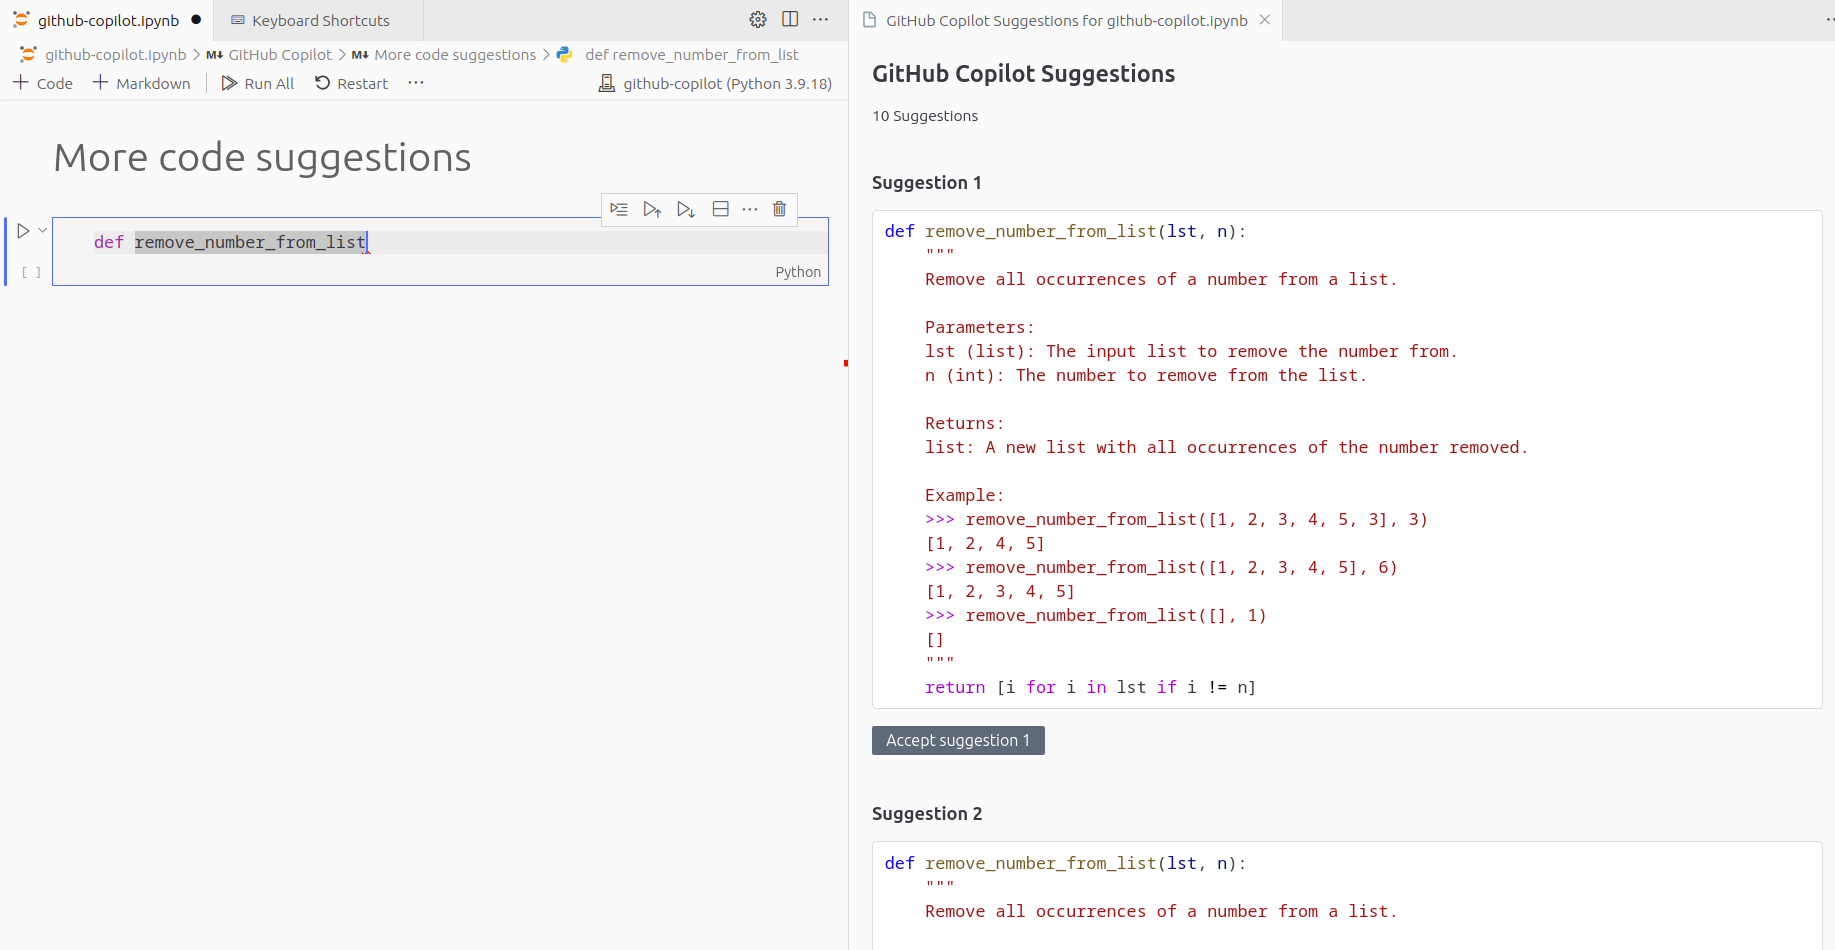 github-copilot.ipynb
Keyboard Shortcuts
github-copilot.ipynb > M↓ GitHub Copilot > M↓ More code suggestions > def remove_number_from_list
+ Code + Markdown Run All Restart ··· github-copilot (Python 3.9.18)
More code suggestions
def remove_number_from_list
[ ]
Python
GitHub Copilot Suggestions for github-copilot.ipynb
GitHub Copilot Suggestions
10 Suggestions
Suggestion 1
def remove_number_from_list(lst, n):
    """
    Remove all occurrences of a number from a list.
    Parameters:
    lst (list): The input list to remove the number from.
    n (int): The number to remove from the list.
    Returns:
    list: A new list with all occurrences of the number removed.
    Example:
    >>> remove_number_from_list([1, 2, 3, 4, 5, 3], 3)
    [1, 2, 4, 5]
    >>> remove_number_from_list([1, 2, 3, 4, 5], 6)
    [1, 2, 3, 4, 5]
    >>> remove_number_from_list([], 1)
    []
    """
    return [i for i in lst if i != n]
Accept suggestion 1
Suggestion 2
def remove_number_from_list(lst, n):
    """
    Remove all occurrences of a number from a list.